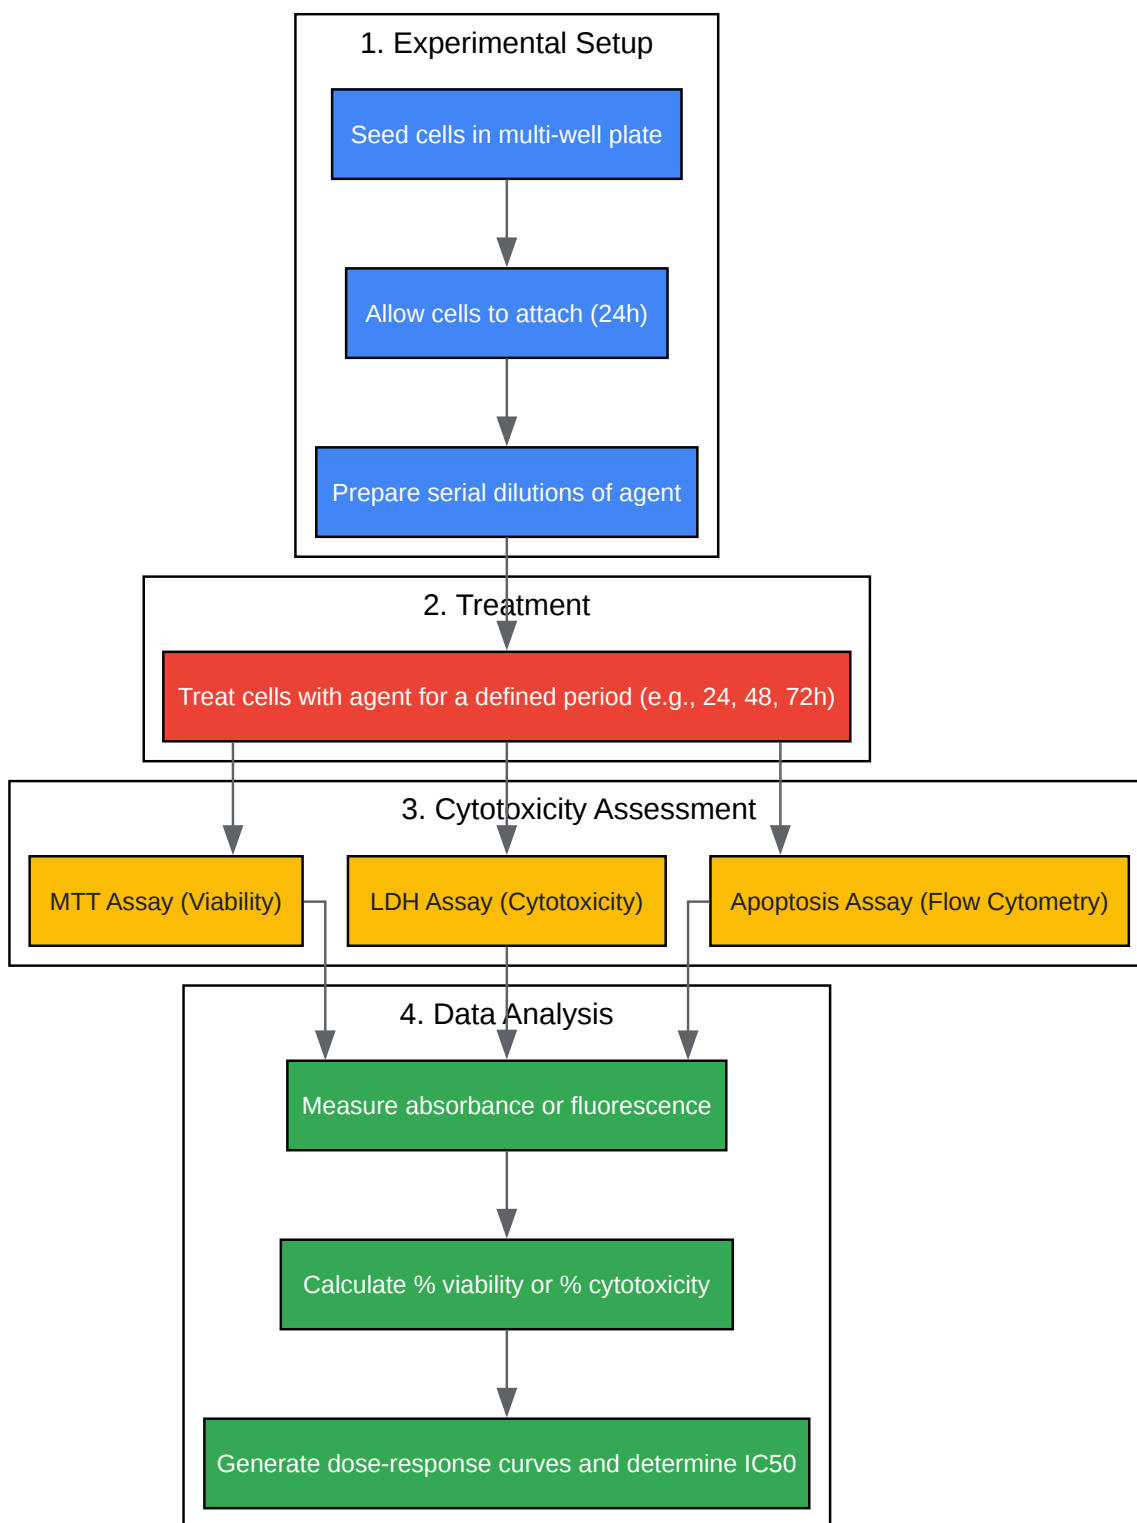 1. Experimental Setup
Seed cells in multi-well plate
Allow cells to attach (24h)
Prepare serial dilutions of agent
2. Treatment
Treat cells with agent for a defined period (e.g., 24, 48, 72h)
3. Cytotoxicity Assessment
MTT Assay (Viability)
LDH Assay (Cytotoxicity)
Apoptosis Assay (Flow Cytometry)
4. Data Analysis
Measure absorbance or fluorescence
Calculate % viability or % cytotoxicity
Generate dose-response curves and determine IC50